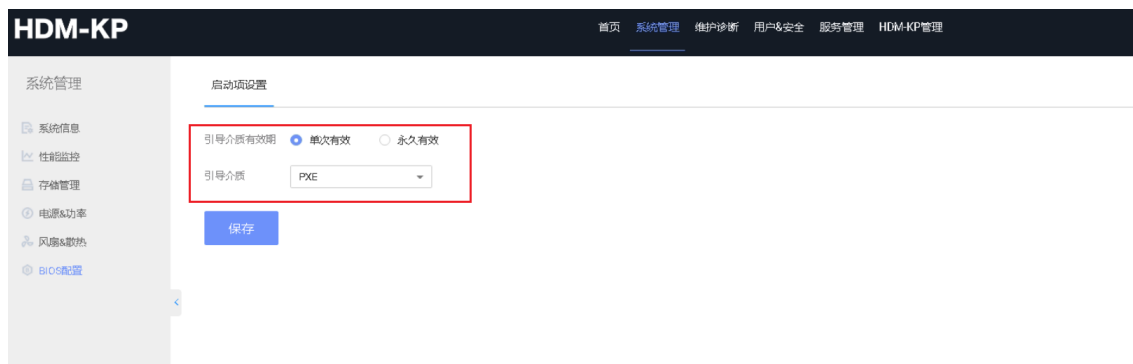 HDM-KP
首页 系统管理 维护诊断 用户&安全 服务管理 HDM-KP管理
系统管理
系统信息
性能监控
存储管理
电源&功率
风扇&散热
BIOS配置
启动项设置
引导介质有效期 单次有效 永久有效
引导介质 PXE
保存